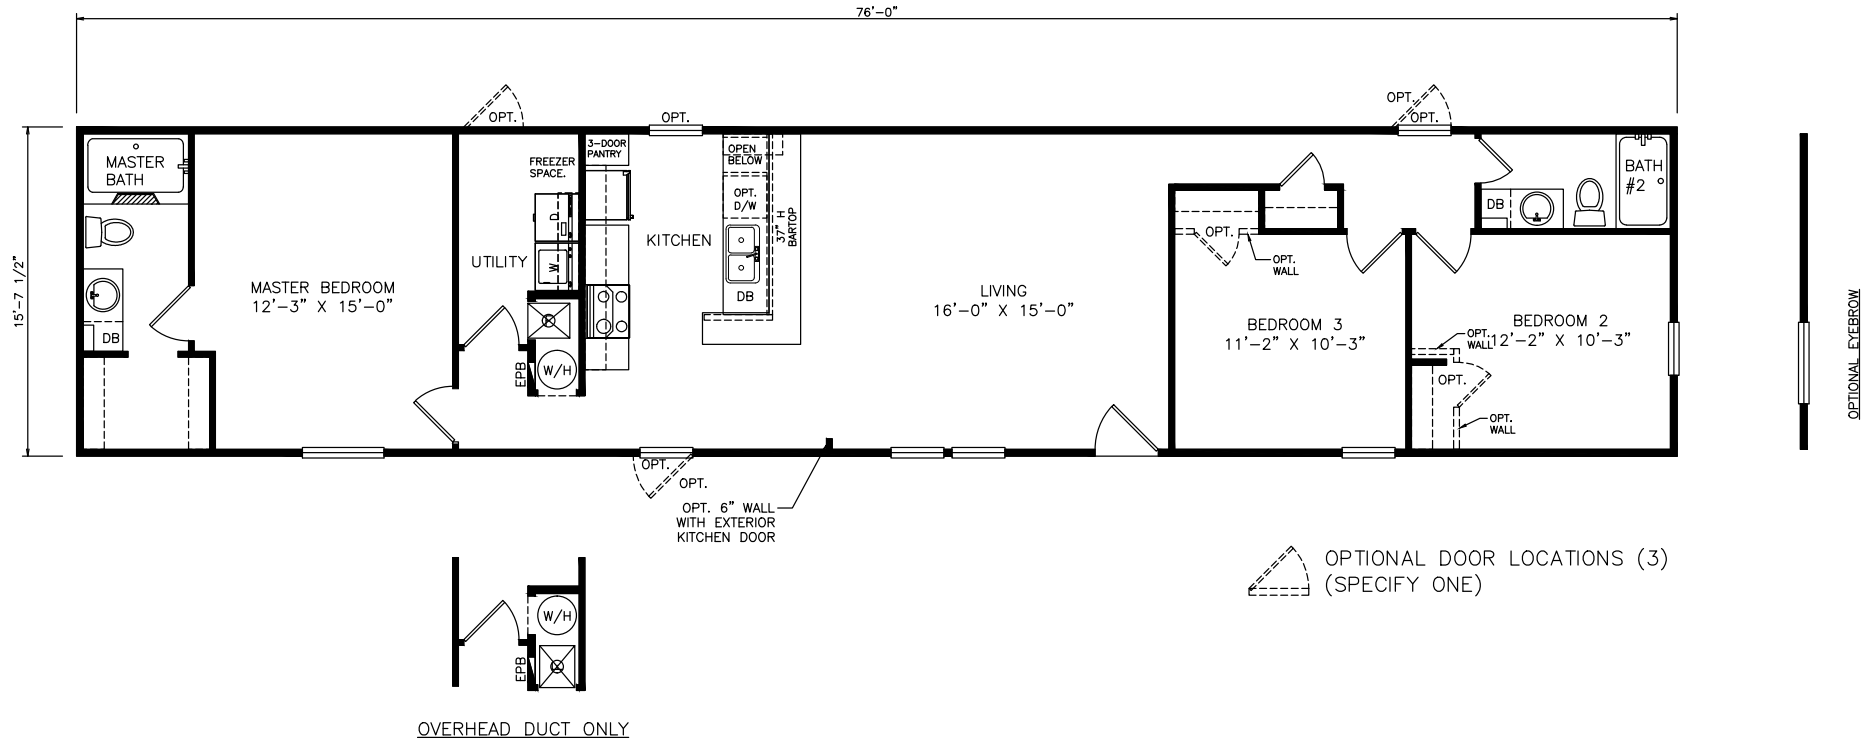 76'-0"
15'-7 1/2"
OPT.
OPT.
OPT.
OPT.
MASTER
BATH
DB
MASTER BEDROOM
12'-3" X 15'-0"
FREEZER
SPACE.
D
W
UTILITY
EPB
W/H
3-DOOR
PANTRY
KITCHEN
OPEN
BELOW
OPT.
D/W
DB
37" H
BARTOP
LIVING
16'-0" X 15'-0"
OPT.
OPT.
WALL
BEDROOM 3
11'-2" X 10'-3"
DB
BATH
#2
BEDROOM 2
12'-2" X 10'-3"
OPT.
WALL
OPT.
OPT.
WALL
OPT.
OPT.
OPT. 6" WALL
WITH EXTERIOR
KITCHEN DOOR
OPTIONAL EYEBROW
OPTIONAL DOOR LOCATIONS (3)
(SPECIFY ONE)
W/H
EPB
OVERHEAD DUCT ONLY